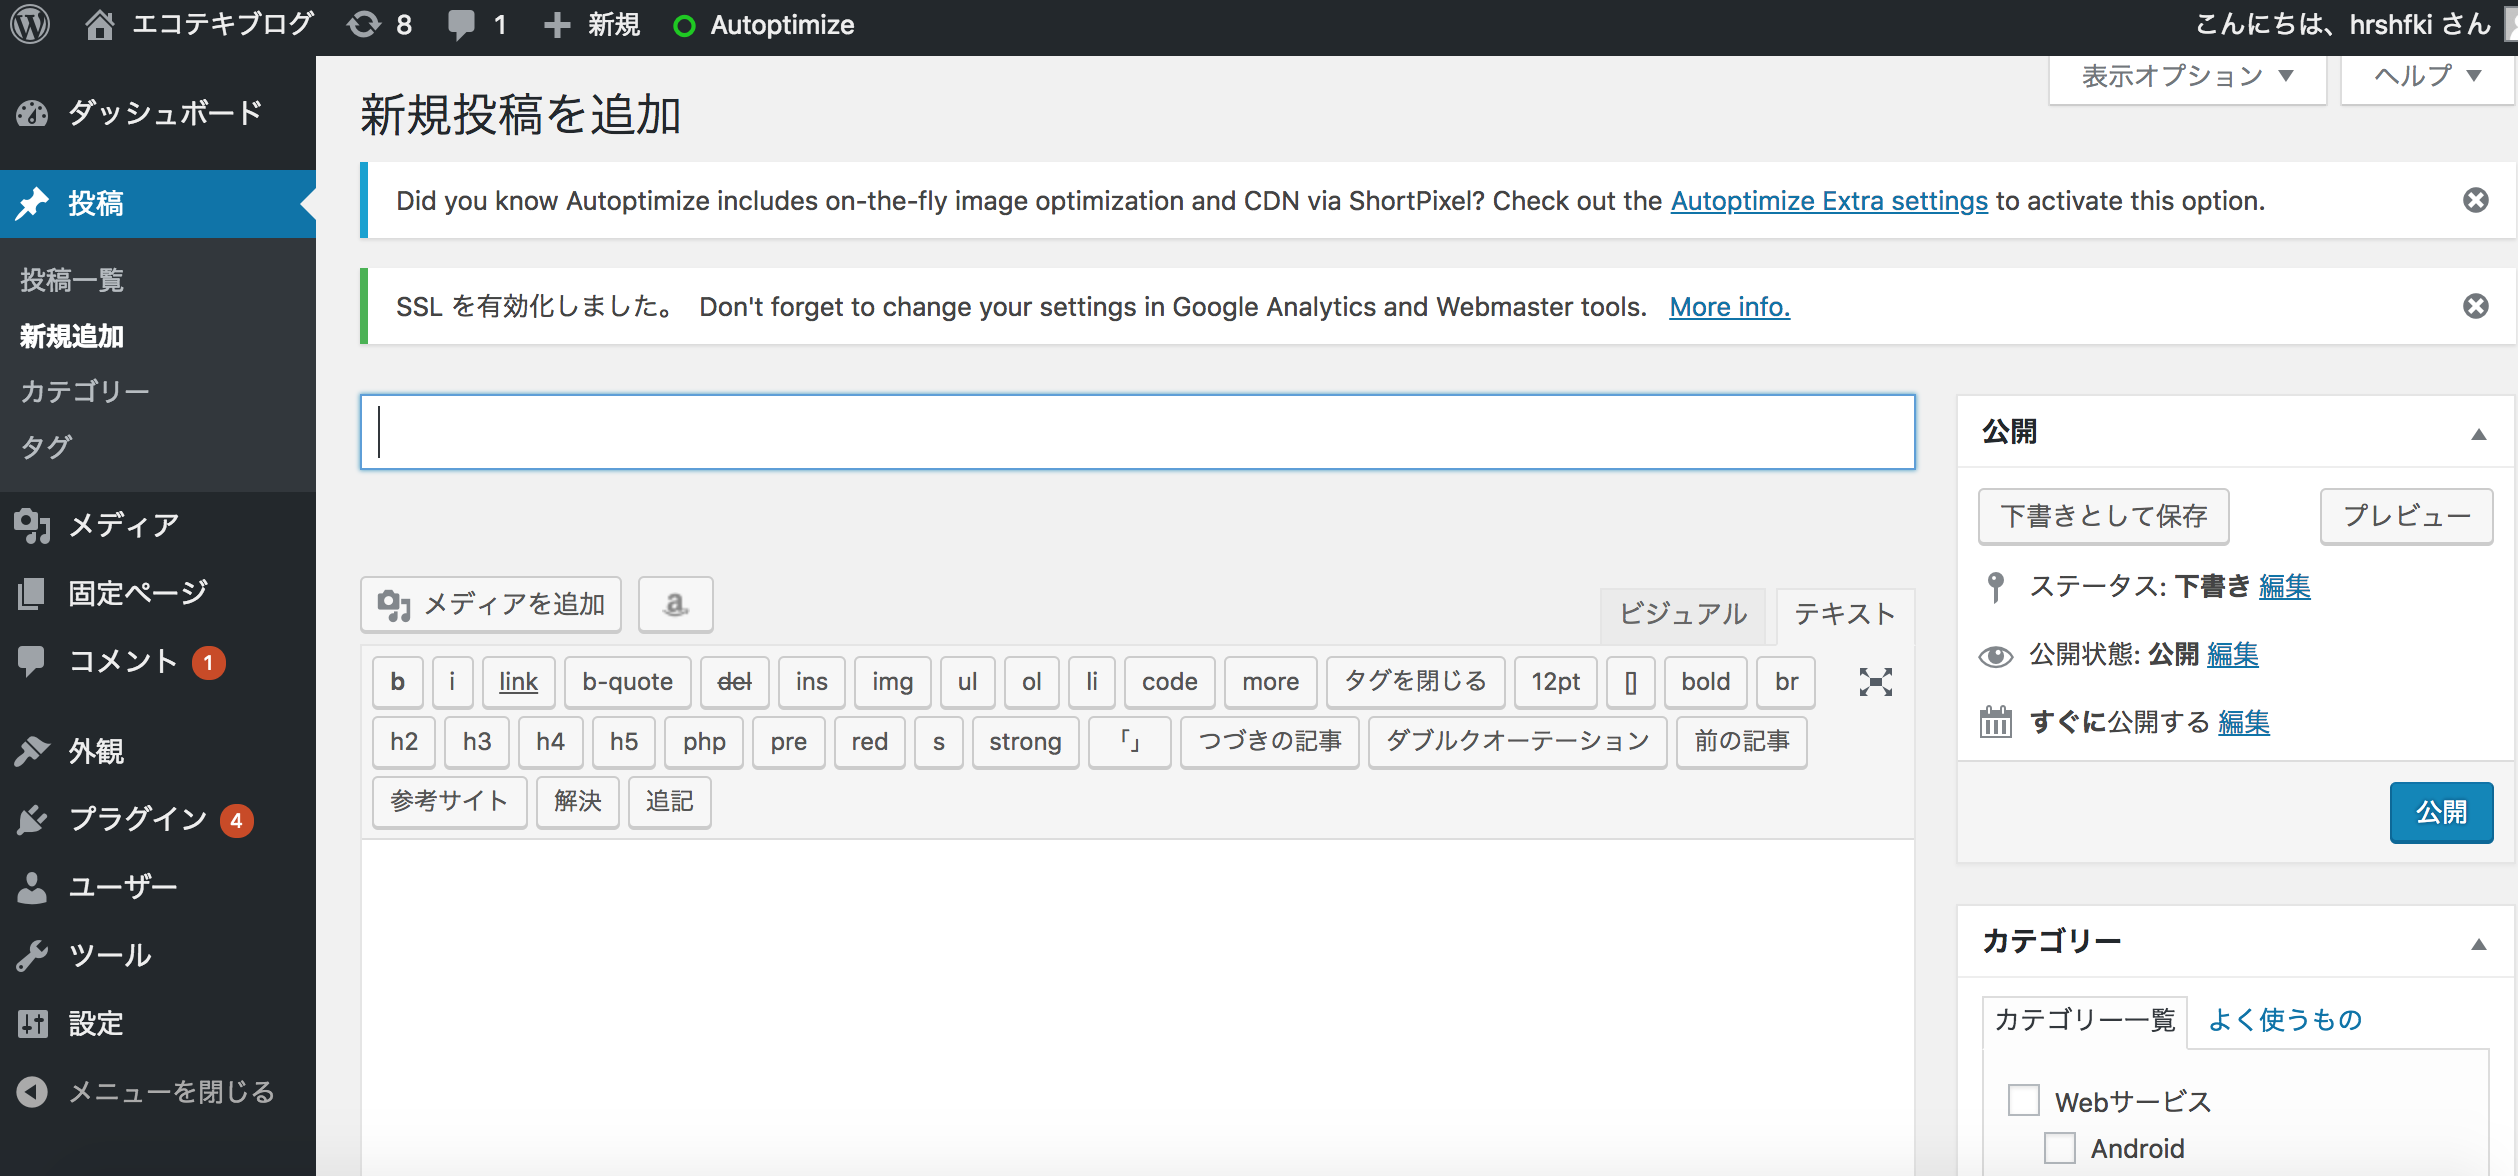 エコテキブログ 8 1 新規 Autoptimize こんにちは、hrshfki さん
表示オプション ヘルプ
ダッシュボード
投稿
投稿一覧
新規追加
カテゴリー
タグ
メディア
固定ページ
コメント 1
外観
プラグイン 4
ユーザー
ツール
設定
メニューを閉じる
新規投稿を追加
Did you know Autoptimize includes on-the-fly image optimization and CDN via ShortPixel? Check out the Autoptimize Extra settings to activate this option.
SSL を有効化しました。 Don't forget to change your settings in Google Analytics and Webmaster tools. More info.
メディアを追加 a ビジュアル テキスト
b i link b-quote del ins img ul ol li code more タグを閉じる 12pt [] bold br
h2 h3 h4 h5 php pre red s strong 「」 つづきの記事 ダブルクオーテーション 前の記事
参考サイト 解決 追記
公開
下書きとして保存 プレビュー
ステータス: 下書き 編集
公開状態: 公開 編集
すぐに公開する 編集
公開
カテゴリー
カテゴリー一覧 よく使うもの
Webサービス
Android